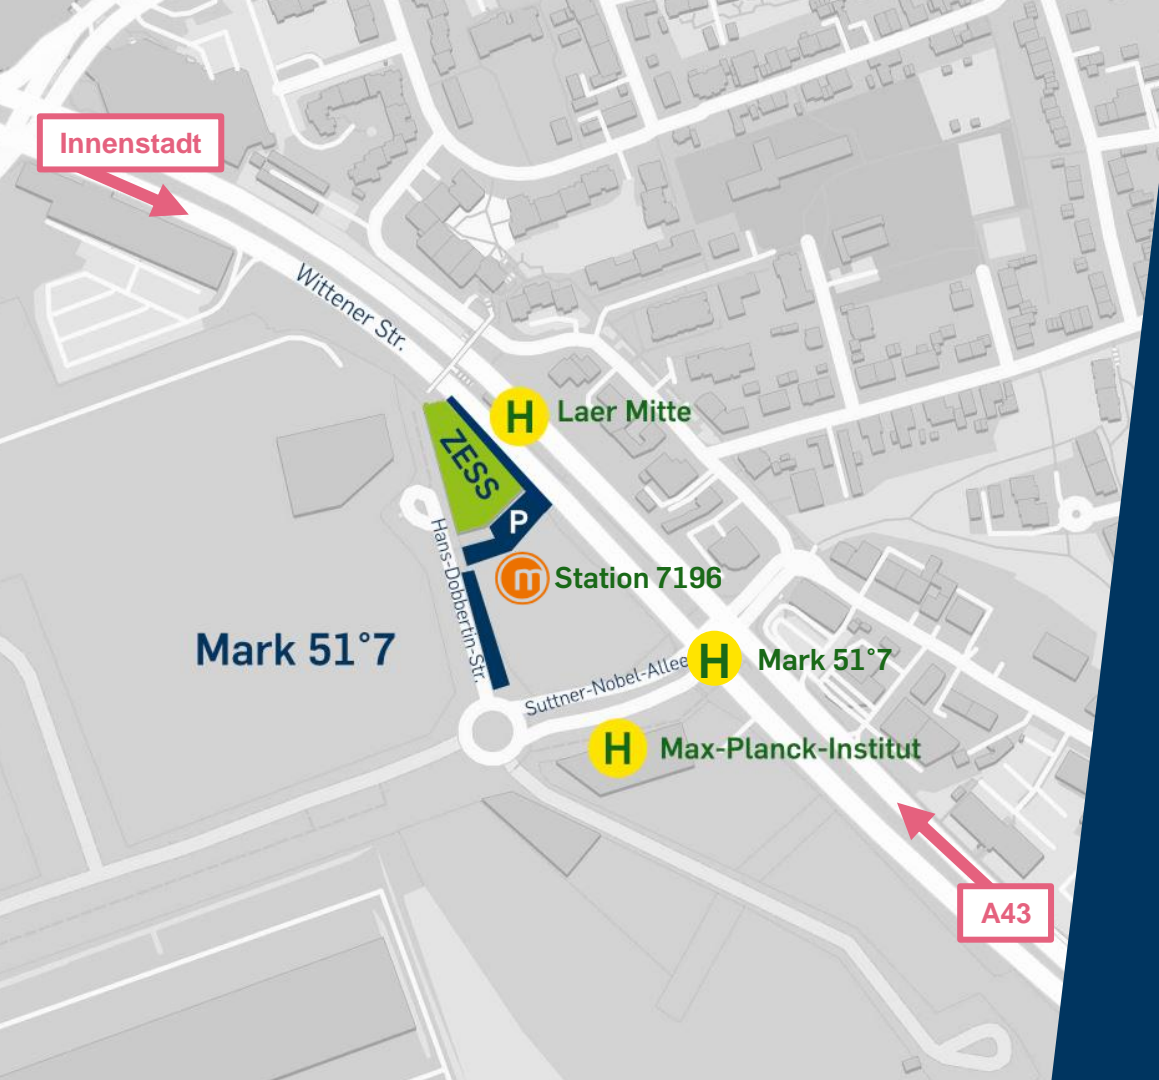 Innenstadt
Wittener Str.
H Laer Mitte
ZESS
P
Hans-Dobbertin-Str.
m Station 7196
Mark 51°7
Suttner-Nobel-Allee
H Mark 51°7
H Max-Planck-Institut
A43